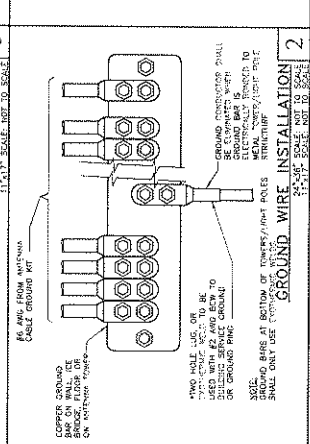 11"x17" SCALE: NOT TO SCALE
#6 AWG FROM ANTENNA
CABLE GROUND KIT
COPPER GROUND
BAR ON WALL, ICE
BRIDGE, FLOOR OR
ON ANTENNA TOWER
GROUND CONDUCTOR SHALL
BE ELIMINATED WHEN
GROUND BAR IS
ELECTRICALLY BONDED TO
METAL TOWER/LIGHT POLE
STRUCTURE
*TWO HOLE LUG, OR
EXOTHERMIC WELD TO BE
USED WITH #2 AWG BCW TO
BUILDING SERVICE GROUND
OR GROUND RING
NOTE:
GROUND BARS AT BOTTOM OF TOWERS/LIGHT POLES
SHALL ONLY USE EXOTHERMIC WELDS.
GROUND WIRE INSTALLATION
24"x36" SCALE: NOT TO SCALE
11"x17" SCALE: NOT TO SCALE
2